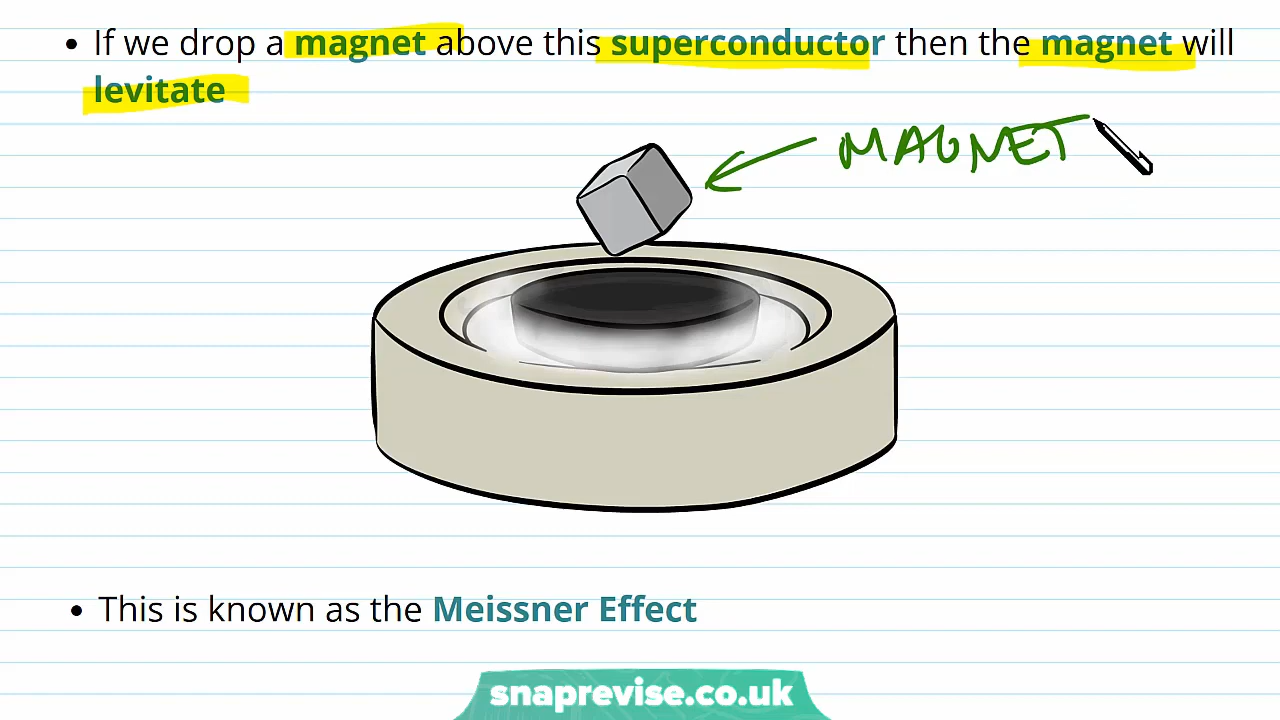 • If we drop a magnet above this superconductor then the magnet will
levitate
MAGNET
• This is known as the Meissner Effect
snaprevise.co.uk